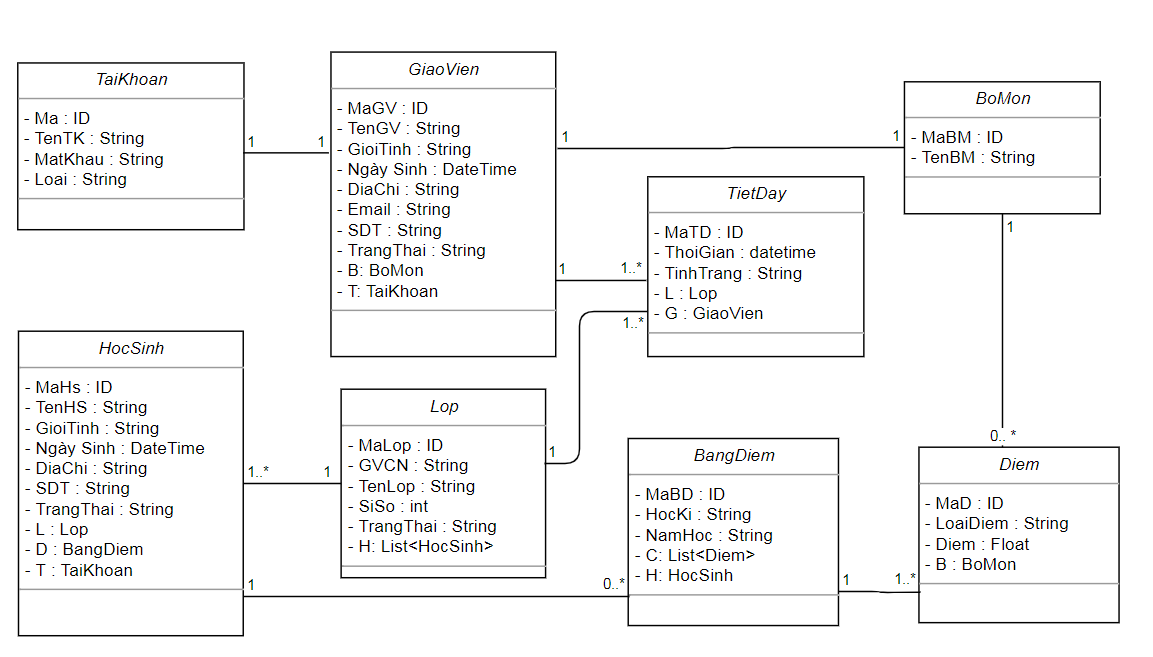 TaiKhoan
- Ma : ID
- TenTK : String
- MatKhau : String
- Loai : String
1
1
GiaoVien
- MaGV : ID
- TenGV : String
- GioiTinh : String
- Ngày Sinh : DateTime
- DiaChi : String
- Email : String
- SDT : String
- TrangThai : String
- B: BoMon
- T: TaiKhoan
1
1
BoMon
- MaBM : ID
- TenBM : String
1
1..*
TietDay
- MaTD : ID
- ThoiGian : datetime
- TinhTrang : String
- L : Lop
- G : GiaoVien
1..*
1
0.. *
HocSinh
- MaHs : ID
- TenHS : String
- GioiTinh : String
- Ngày Sinh : DateTime
- DiaChi : String
- SDT : String
- TrangThai : String
- L : Lop
- D : BangDiem
- T : TaiKhoan
1..*
1
Lop
- MaLop : ID
- GVCN : String
- TenLop : String
- SiSo : int
- TrangThai : String
- H: List<HocSinh>
1
1
0..*
BangDiem
- MaBD : ID
- HocKi : String
- NamHoc : String
- C: List<Diem>
- H: HocSinh
1
1..*
Diem
- MaD : ID
- LoaiDiem : String
- Diem : Float
- B : BoMon